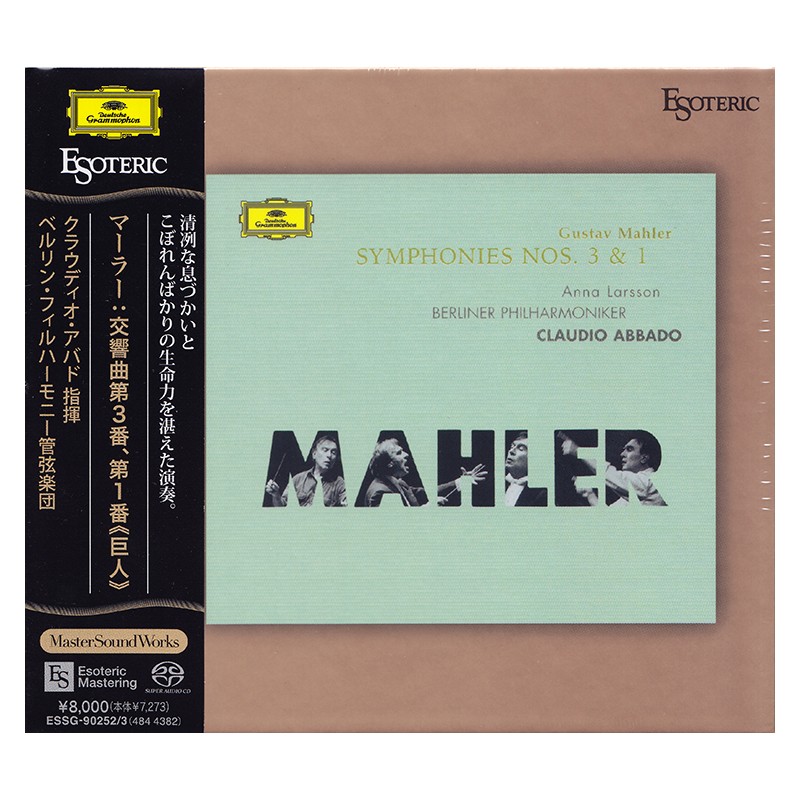 Deutsche
Grammophon
ESOTERIC
清冽な息づかいと
こぼれんばかりの生命力を湛えた演奏。
マーラー：交響曲第3番、第1番《巨人》
クラウディオ・アバド 指揮
ベルリン・フィルハーモニー管弦楽団
MasterSoundWorks
ES Esoteric
Mastering
SUPER AUDIO CD
¥8,000(本体¥7,273)
ESSG-90252/3(484 4382)
ESOTERIC
Deutsche
Grammophon
Gustav Mahler
SYMPHONIES NOS. 3 & 1
Anna Larsson
BERLINER PHILHARMONIKER
CLAUDIO ABBADO
MAHLER